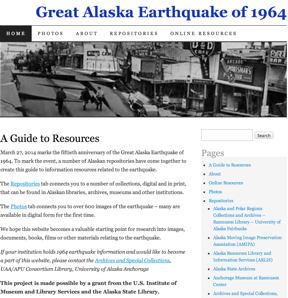 Great Alaska Earthquake of 1964
HOME PHOTOS ABOUT REPOSITORIES ONLINE RESOURCES
D&D
A Guide to Resources
March 27, 2014 marks the fiftieth anniversary of the Great Alaska Earthquake of
1964. To mark the event, a number of Alaskan repositories have come together to
create this guide to information resources related to the earthquake.
The Repositories tab connects you to a number of collections, digital and in print,
that can be found in Alaskan libraries, archives, museums and other institutions.
The Photos tab connects you to over 600 images of the earthquake – many are
available in digital form for the first time.
We hope this website becomes a valuable starting point for research into images,
documents, books, films or other materials relating to the earthquake.
If your institution holds 1964 earthquake information and would like to become
a part of this website, please contact the Archives and Special Collections,
UAA/APU Consortium Library, University of Alaska Anchorage
This project is made possible by a grant from the U.S. Institute of
Museum and Library Services and the Alaska State Library.
Search
Pages
A Guide to Resources
About
Online Resources
Photos
Repositories
Alaska and Polar Regions
Collections and Archives –
Rasmuson Library – University of
Alaska Fairbanks
Alaska Moving Image Preservation
Association (AMIPA)
Alaska Resources Library and
Information Services (ARLIS)
Alaska State Archives
Anchorage Museum at Rasmuson
Center
Archives and Special Collections,